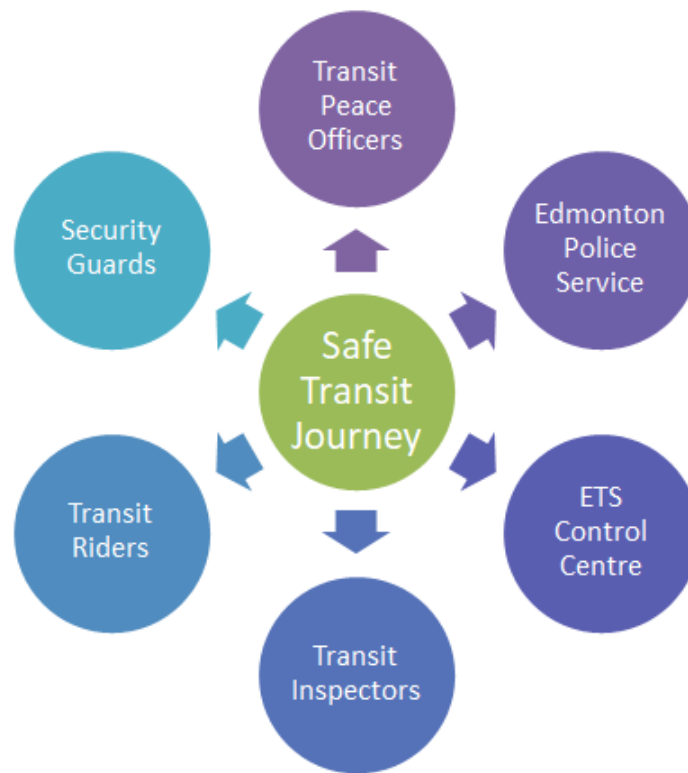 Transit
Peace
Officers
Security
Guards
Edmonton
Police
Service
Safe
Transit
Journey
Transit
Riders
ETS
Control
Centre
Transit
Inspectors